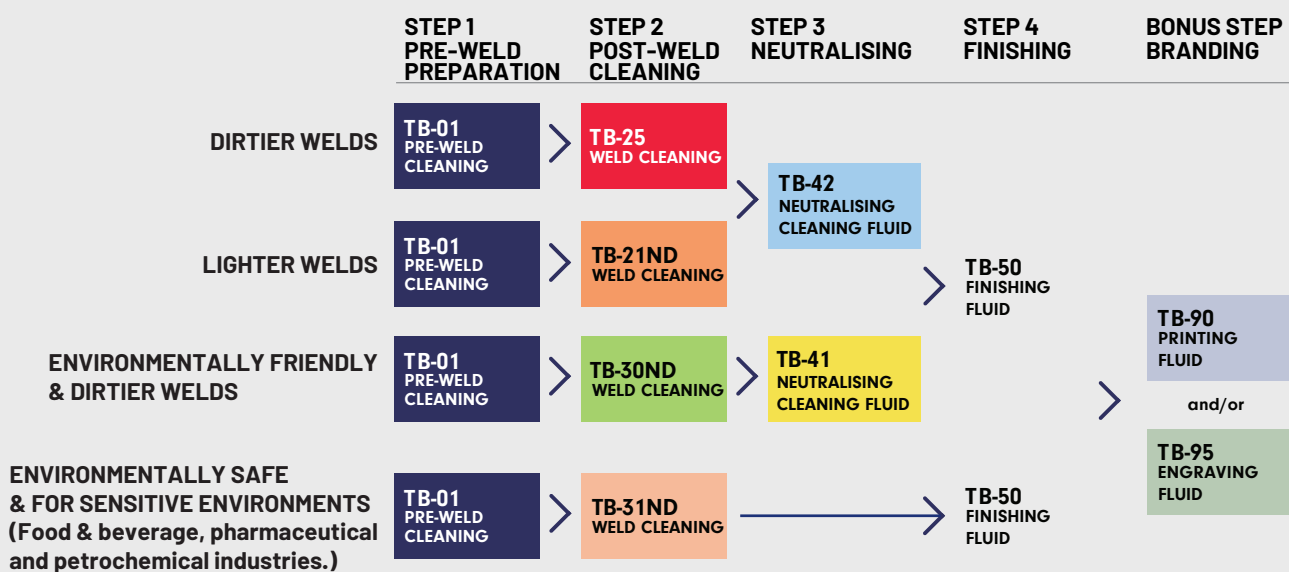 STEP 1
PRE-WELD
PREPARATION
STEP 2
POST-WELD
CLEANING
STEP 3
NEUTRALISING
STEP 4
FINISHING
BONUS STEP
BRANDING
DIRTIER WELDS
TB-01
PRE-WELD
CLEANING
TB-25
WELD CLEANING
TB-42
NEUTRALISING
CLEANING FLUID
LIGHTER WELDS
TB-01
PRE-WELD
CLEANING
TB-21ND
WELD CLEANING
TB-50
FINISHING
FLUID
ENVIRONMENTALLY FRIENDLY
& DIRTIER WELDS
TB-01
PRE-WELD
CLEANING
TB-30ND
WELD CLEANING
TB-41
NEUTRALISING
CLEANING FLUID
TB-90
PRINTING
FLUID
and/or
TB-95
ENGRAVING
FLUID
ENVIRONMENTALLY SAFE
& FOR SENSITIVE ENVIRONMENTS
(Food & beverage, pharmaceutical
and petrochemical industries.)
TB-01
PRE-WELD
CLEANING
TB-31ND
WELD CLEANING
TB-50
FINISHING
FLUID